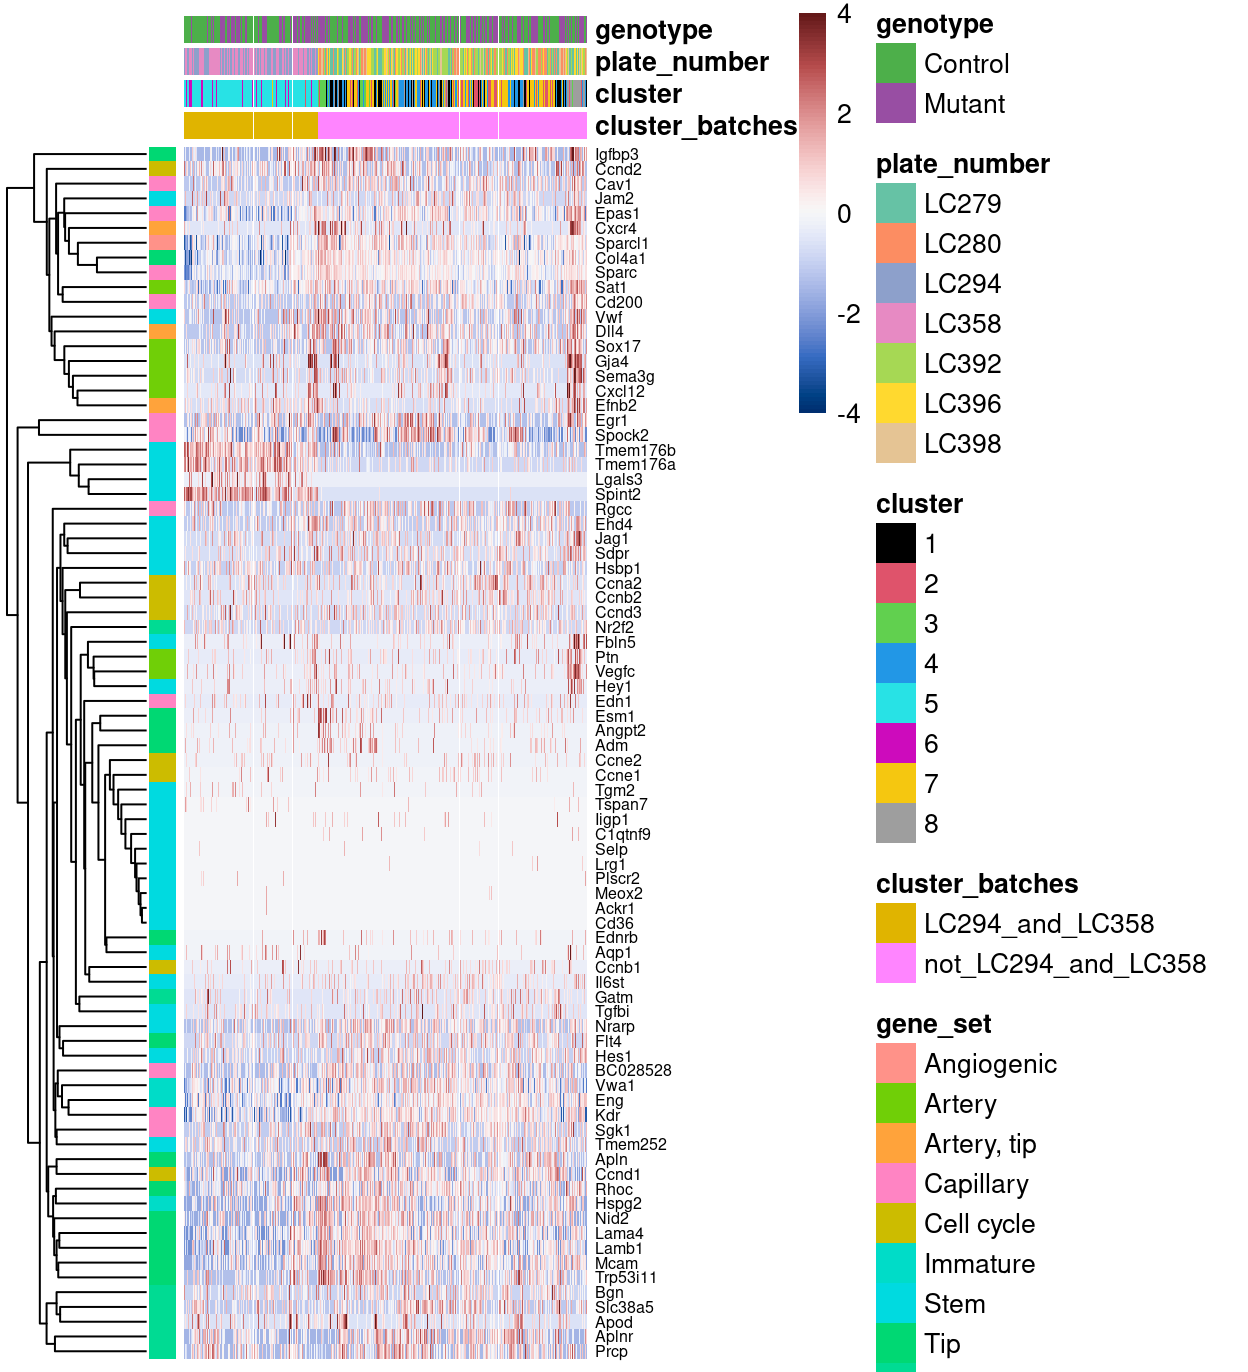 genotype
plate_number
cluster
cluster_batches
Igfbp3
Ccnd2
Cav1
Jam2
Epas1
Cxcr4
Sparcl1
Col4a1
Sparc
Sat1
Cd200
Vwf
Dll4
Sox17
Gja4
Sema3g
Cxcl12
Efnb2
Egr1
Spock2
Tmem176b
Tmem176a
Lgals3
Spint2
Rgcc
Ehd4
Jag1
Sdpr
Hsbp1
Ccna2
Ccnb2
Ccnd3
Nr2f2
Fbln5
Ptn
Vegfc
Hey1
Edn1
Esm1
Angpt2
Adm
Ccne2
Ccne1
Tgm2
Tspan7
Iigp1
C1qtnf9
Selp
Lrg1
Plscr2
Meox2
Ackr1
Cd36
Ednrb
Aqp1
Ccnb1
Il6st
Gatm
Tgfbi
Nrarp
Flt4
Hes1
BC028528
Vwa1
Eng
Kdr
Sgk1
Tmem252
Apln
Ccnd1
Rhoc
Hspg2
Nid2
Lama4
Lamb1
Mcam
Trp53i11
Bgn
Slc38a5
Apod
Aplnr
Prcp
4
2
0
-2
-4
genotype
Control
Mutant
plate_number
LC279
LC280
LC294
LC358
LC392
LC396
LC398
cluster
1
2
3
4
5
6
7
8
cluster_batches
LC294_and_LC358
not_LC294_and_LC358
gene_set
Angiogenic
Artery
Artery, tip
Capillary
Cell cycle
Immature
Stem
Tip